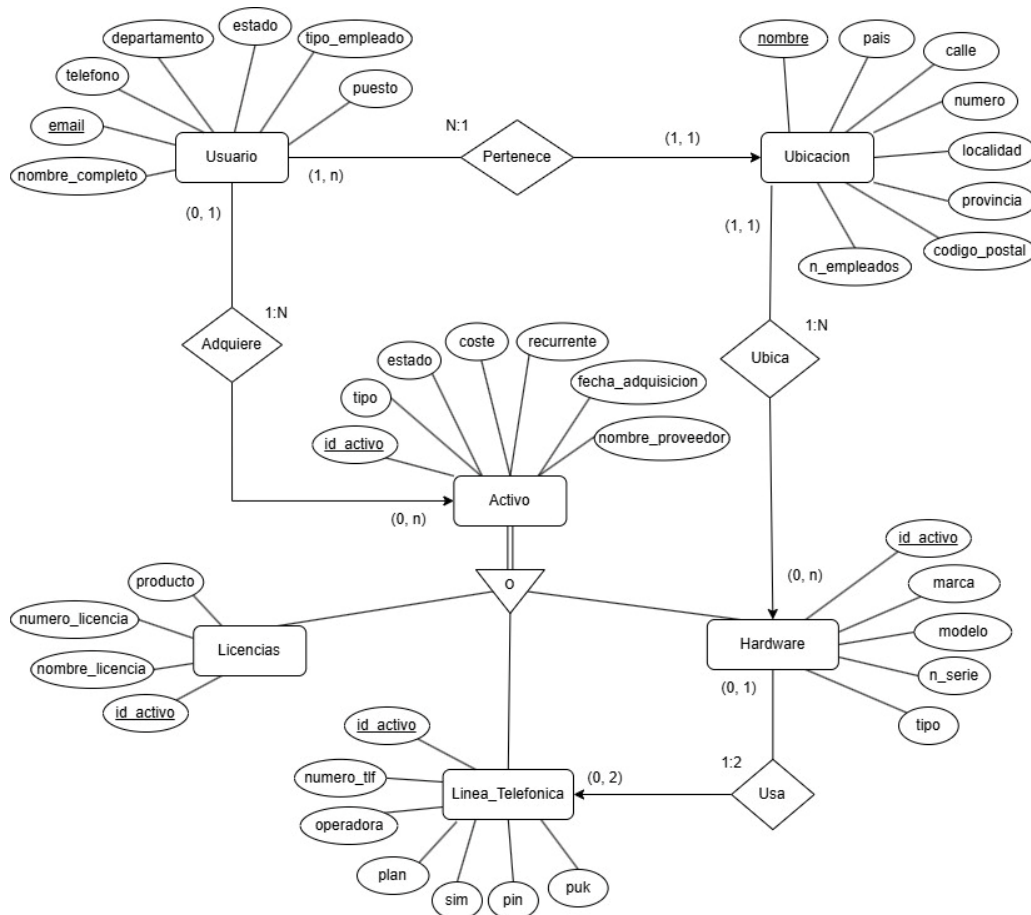 estado
departamento
tipo_empleado
telefono
puesto
email
nombre_completo
Usuario
N:1
(1, n)
Pertenece
(1, 1)
nombre
pais
calle
numero
Ubicacion
localidad
provincia
codigo_postal
n_empleados
(0, 1)
(1, 1)
1:N
Adquiere
1:N
Ubica
coste
recurrente
estado
fecha_adquisicion
tipo
nombre_proveedor
id_activo
Activo
(0, n)
O
(0, n)
id_activo
marca
modelo
n_serie
tipo
Hardware
(0, 1)
producto
numero_licencia
nombre_licencia
id_activo
Licencias
id_activo
numero_tlf
operadora
plan
sim
pin
puk
Linea_Telefonica
(0, 2)
1:2
Usa